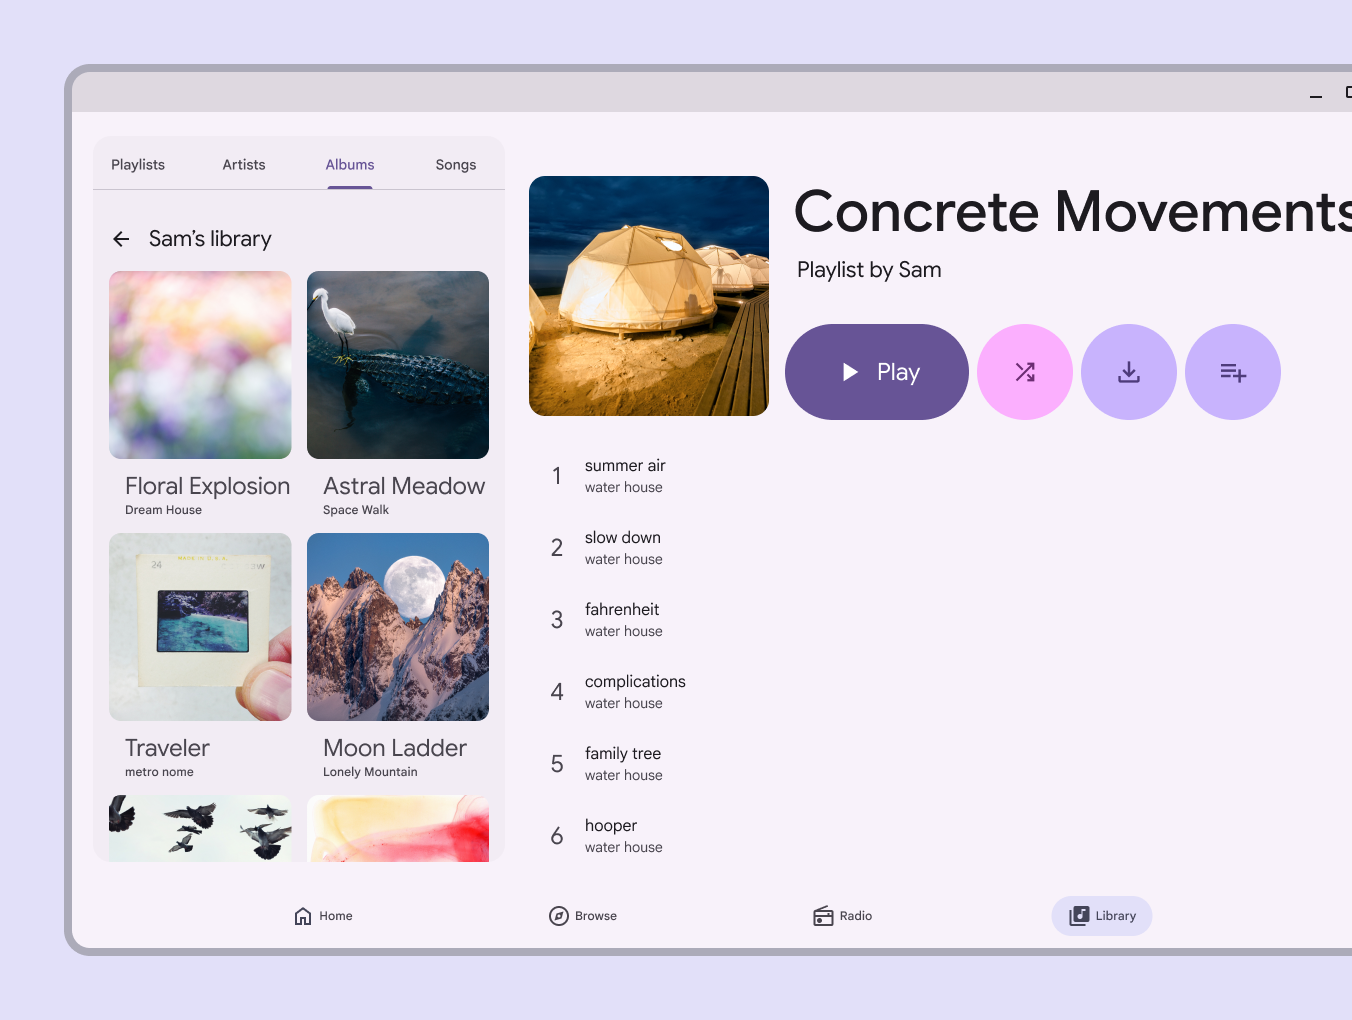 Playlists Artists Albums Songs
Sam's library
Floral Explosion
Dream House
Astral Meadow
Space Walk
MADE IN U.S.A.
24
Traveler
metro nome
Moon Ladder
Lonely Mountain
Concrete Movements
Playlist by Sam
Play
1 summer air
water house
2 slow down
water house
3 fahrenheit
water house
4 complications
water house
5 family tree
water house
6 hooper
water house
Home Browse Radio Library